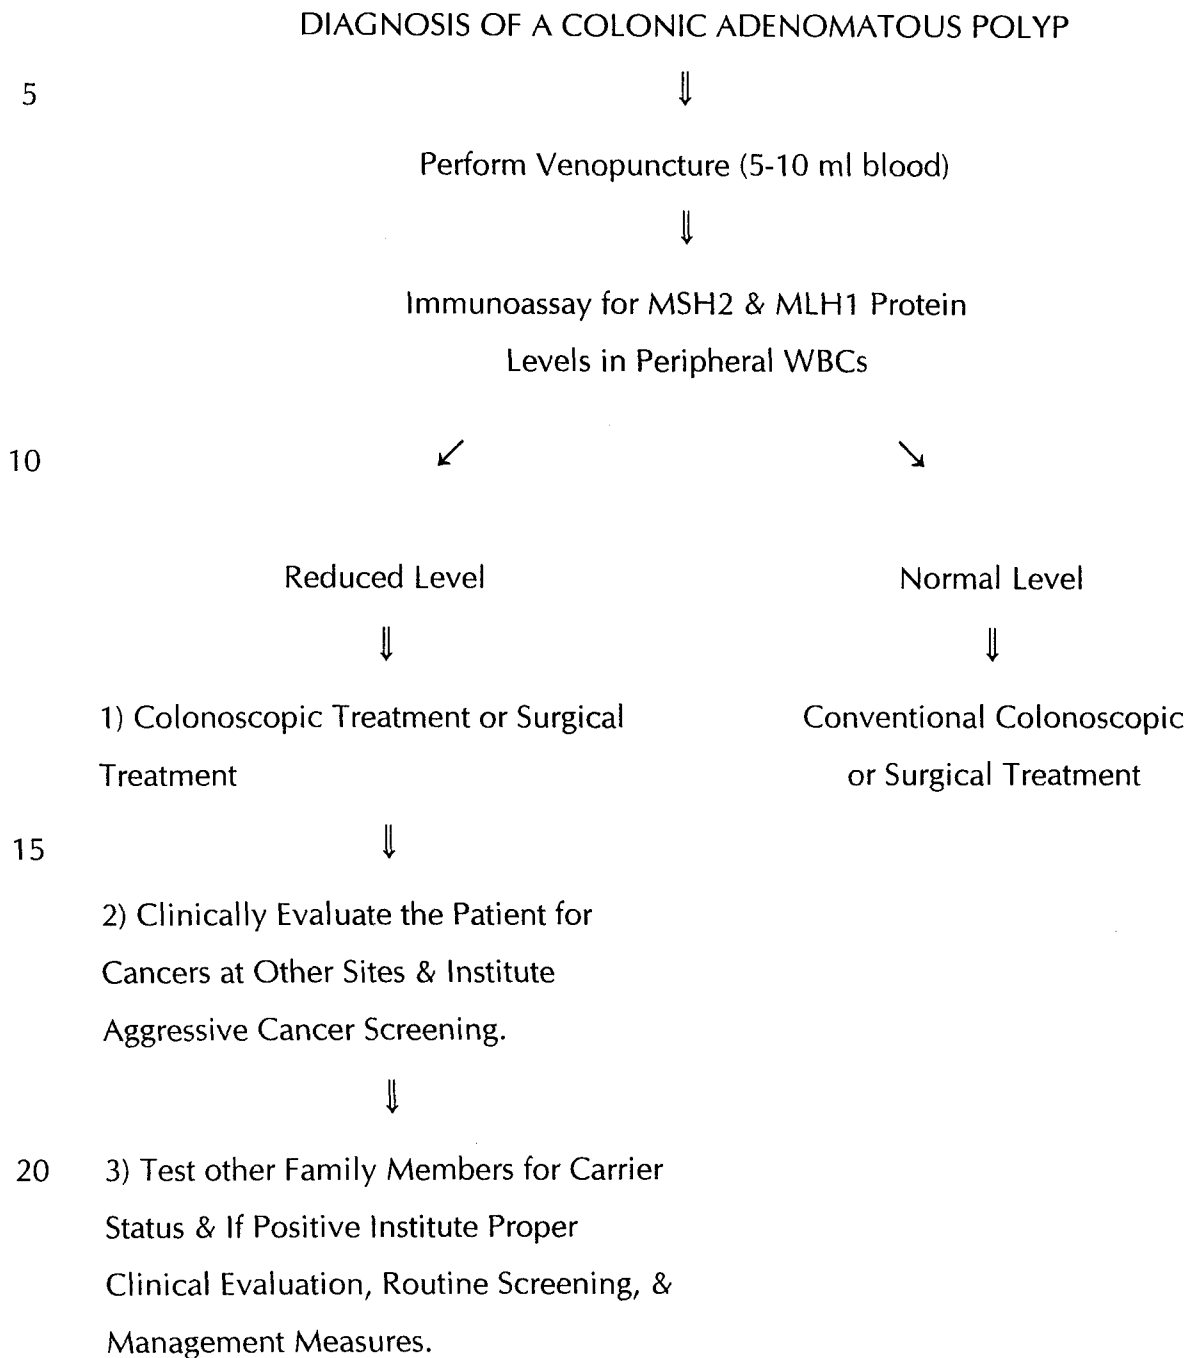 DIAGNOSIS OF A COLONIC ADENOMATOUS POLYP
5
⇓
Perform Venopuncture (5-10 ml blood)
⇓
Immunoassay for MSH2 & MLH1 Protein
Levels in Peripheral WBCs
10 ↙ ↘
Reduced Level Normal Level
⇓ ⇓
1) Colonoscopic Treatment or Surgical Conventional Colonoscopic
Treatment or Surgical Treatment
15
⇓
2) Clinically Evaluate the Patient for
Cancers at Other Sites & Institute
Aggressive Cancer Screening.
⇓
20 3) Test other Family Members for Carrier
Status & If Positive Institute Proper
Clinical Evaluation, Routine Screening, &
Management Measures.